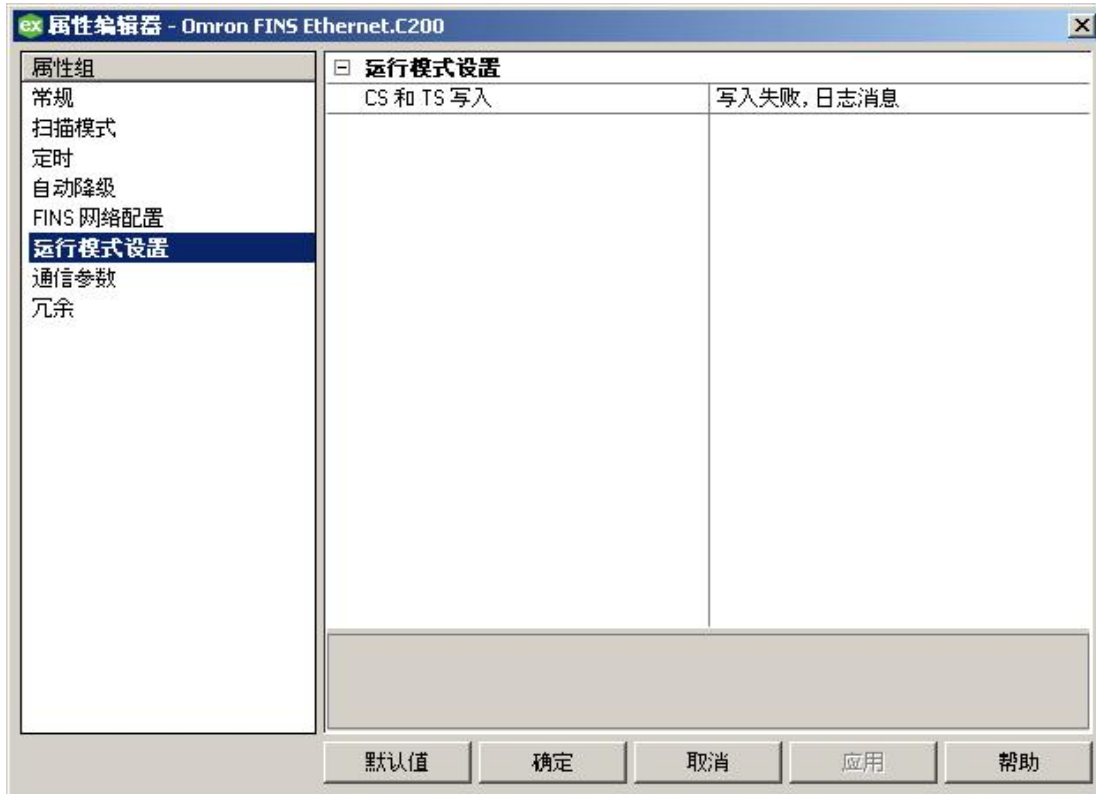 ex 属性编辑器 - Omron FINS Ethernet.C200
属性组
常规
扫描模式
定时
自动降级
FINS 网络配置
运行模式设置
通信参数
冗余
运行模式设置
CS 和 TS 写入 写入失败, 日志消息
默认值 确定 取消 应用 帮助